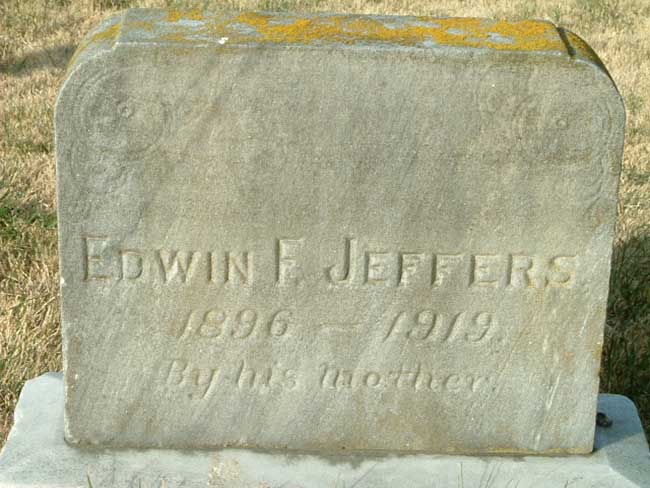 EDWIN F. JEFFERS
1896 — 1919.
By his mother.